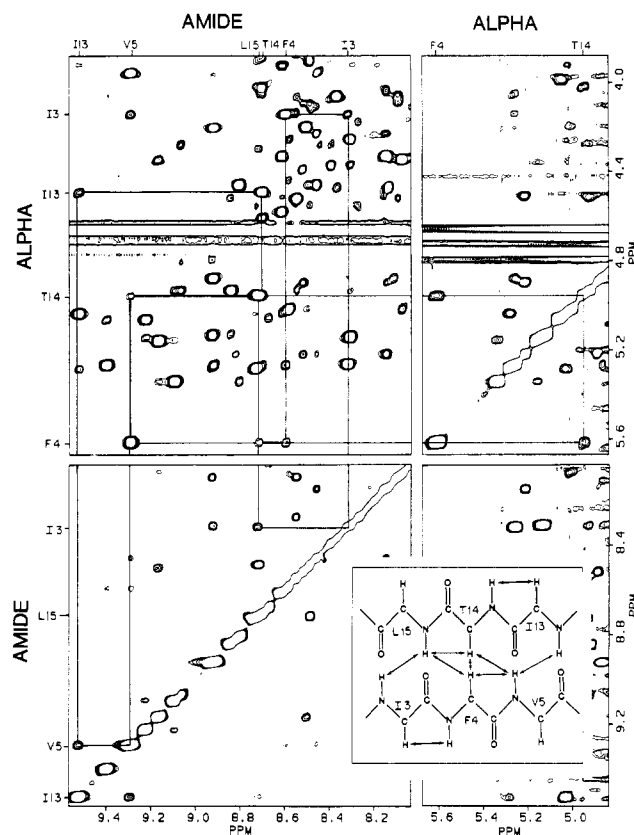 AMIDE
ALPHA
I13 V5 L15 T14 F4 I3
F4 T14
ALPHA
I3
I13
T14
F4
4.0
4.4
4.8
PPM
5.2
5.6
AMIDE
I3
L15
V5
I13
8.4
8.8
PPM
9.2
H O H H
C C T14 N C
L15 N C C I13 N
O H H O H
H O H H O
N I3 C C N V5 C
C N F4 C C
H H O H
9.4 9.2 9.0 8.8 8.6 8.4 8.2
PPM
5.6 5.4 5.2 5.0
PPM